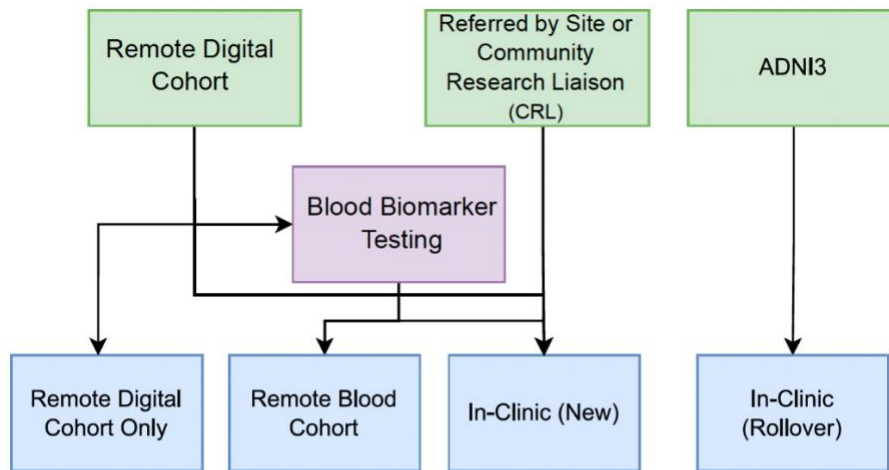 Remote Digital
Cohort
Referred by Site or
Community
Research Liaison
(CRL)
ADNI3
Blood Biomarker
Testing
Remote Digital
Cohort Only
Remote Blood
Cohort
In-Clinic (New)
In-Clinic
(Rollover)